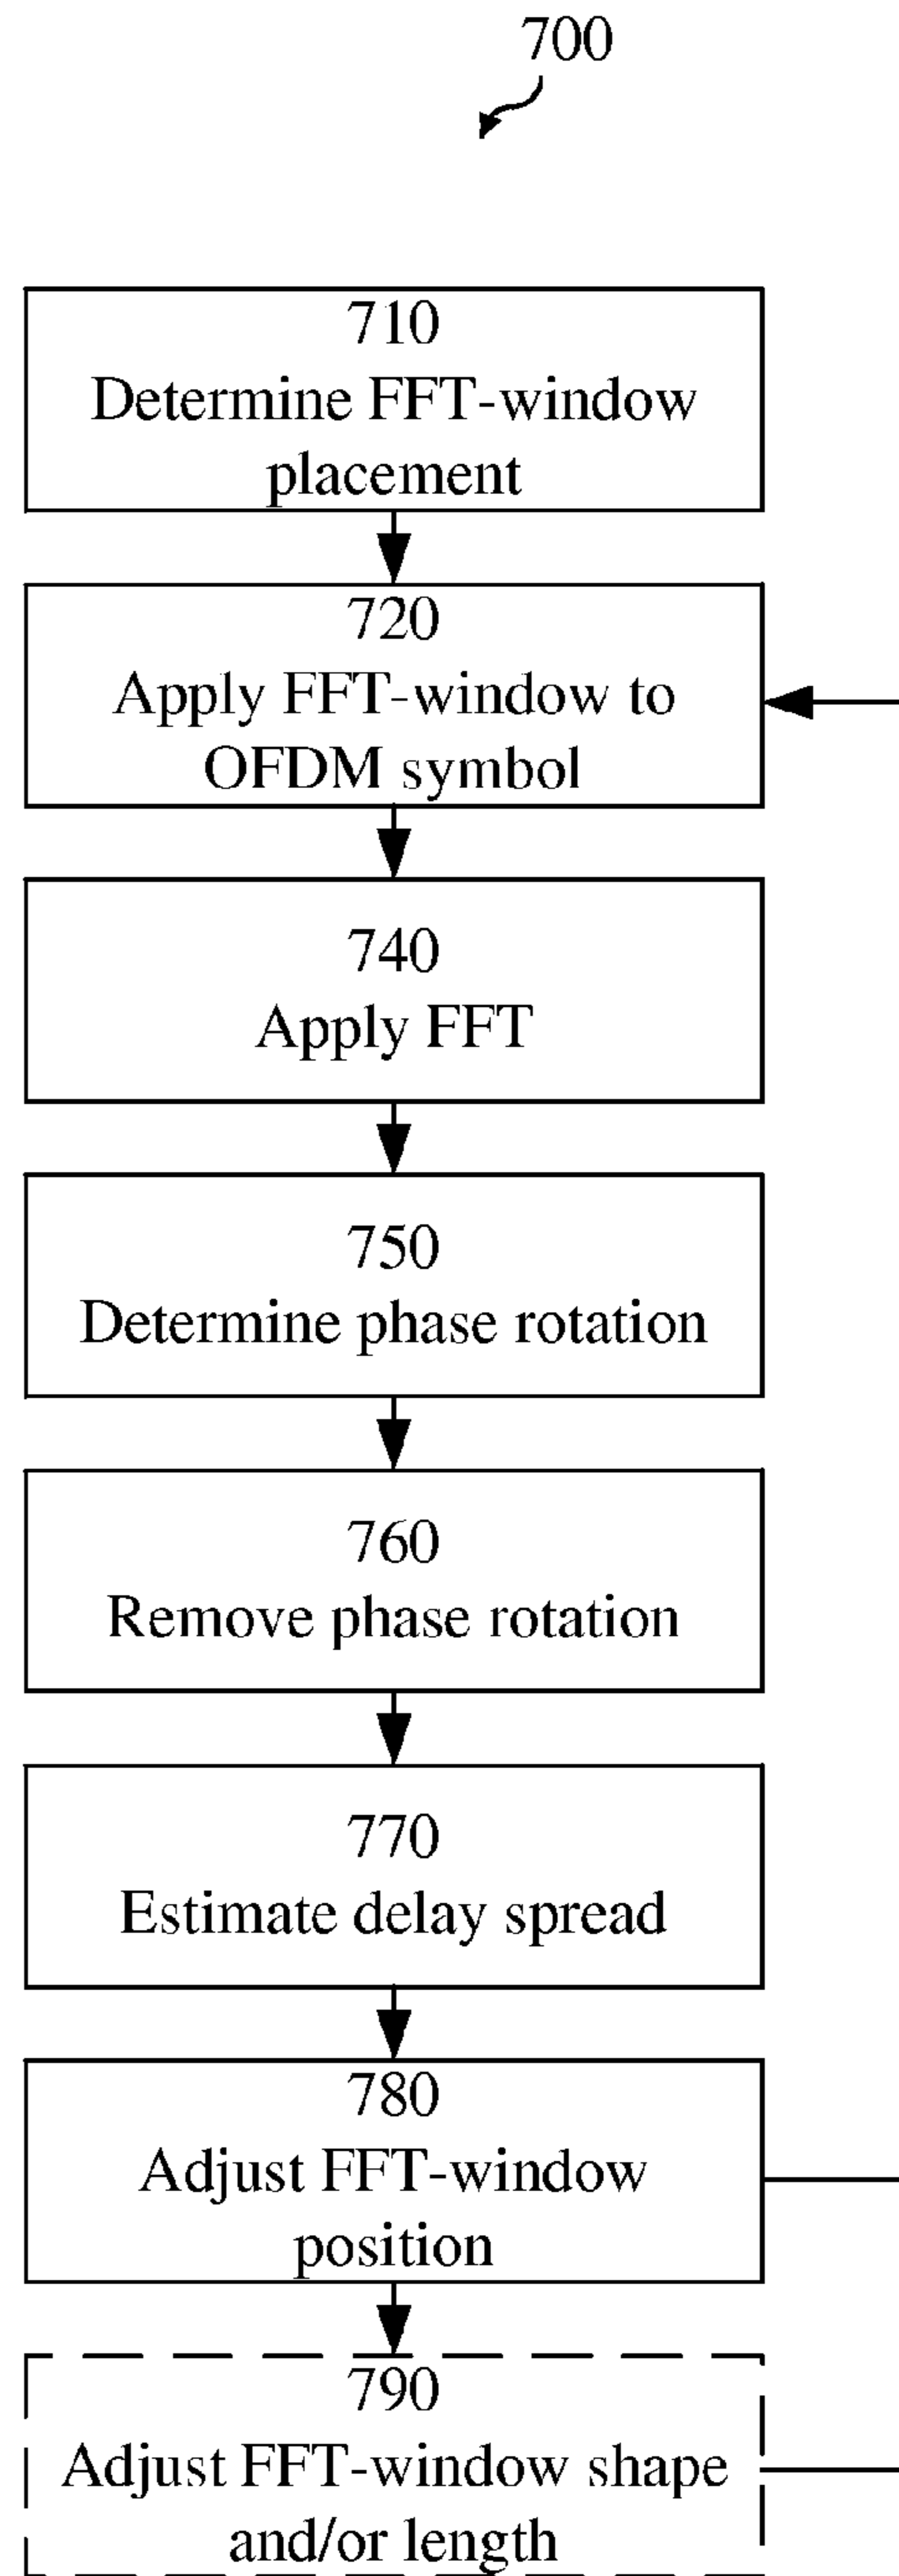 700
710
Determine FFT-window
placement
720
Apply FFT-window to
OFDM symbol
740
Apply FFT
750
Determine phase rotation
760
Remove phase rotation
770
Estimate delay spread
780
Adjust FFT-window
position
790
Adjust FFT-window shape
and/or length